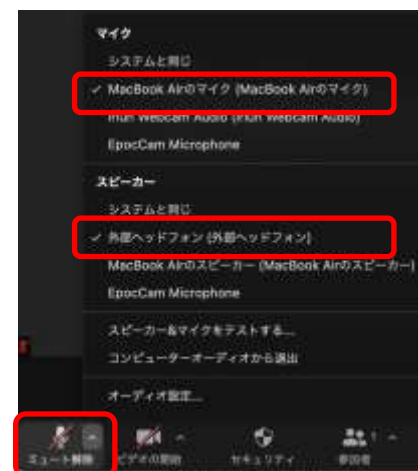 マイク
システムと同じ
✓ MacBook Airのマイク (MacBook Airのマイク)
Iriun Webcam Audio (Iriun Webcam Audio)
EpocCam Microphone
スピーカー
システムと同じ
✓ 外部ヘッドフォン (外部ヘッドフォン)
MacBook Airのスピーカー (MacBook Airのスピーカー)
EpocCam Microphone
スピーカー&マイクをテストする...
コンピューターオーディオから退出
オーディオ設定...
ミュート解除 ビデオの開始 セキュリティ 参加者 1